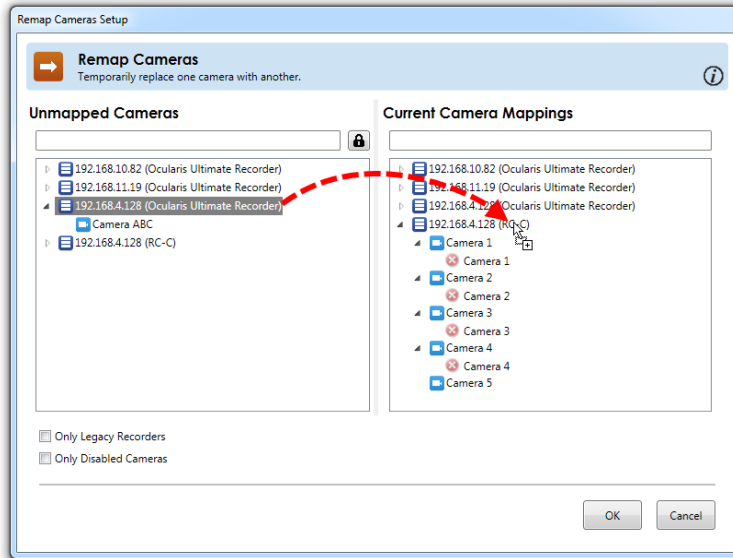 Remap Cameras Setup
Remap Cameras
Temporarily replace one camera with another.
Unmapped Cameras
192.168.10.82 (Ocularis Ultimate Recorder)
192.168.11.19 (Ocularis Ultimate Recorder)
192.168.4.128 (Ocularis Ultimate Recorder)
Camera ABC
192.168.4.128 (RC-C)
Only Legacy Recorders
Only Disabled Cameras
Current Camera Mappings
192.168.10.82 (Ocularis Ultimate Recorder)
192.168.11.19 (Ocularis Ultimate Recorder)
192.168.4.128 (Ocularis Ultimate Recorder)
192.168.4.128 (RC-C)
Camera 1
Camera 1
Camera 2
Camera 2
Camera 3
Camera 3
Camera 4
Camera 4
Camera 5
OK
Cancel